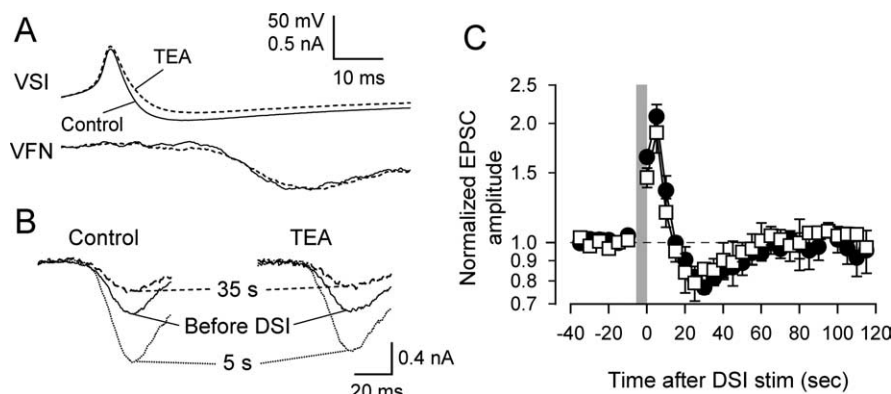 A
50 mV
0.5 nA
10 ms
VSI
TEA
Control
VFN
B
Control
TEA
35 s
Before DSI
5 s
0.4 nA
20 ms
C
Normalized EPSC
amplitude
2.5
2.0
1.5
1.0
0.9
0.8
0.7
-40 -20 0 20 40 60 80 100 120
Time after DSI stim (sec)